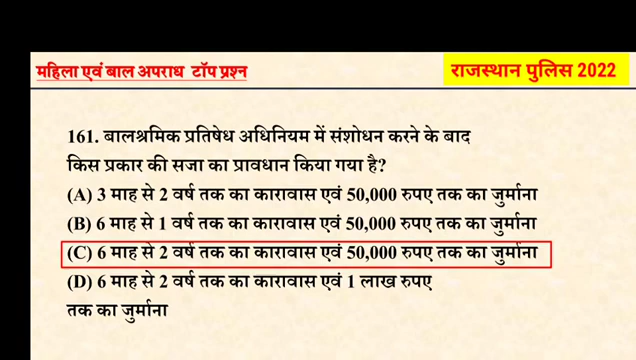 महिला एवं बाल अपराध टॉप प्रश्न
राजस्थान पुलिस 2022
161. बालश्रमिक प्रतिषेध अधिनियम में संशोधन करने के बाद
किस प्रकार की सजा का प्रावधान किया गया है?
(A) 3 माह से 2 वर्ष तक का कारावास एवं 50,000 रुपए तक का जुर्माना
(B) 6 माह से 1 वर्ष तक का कारावास एवं 50,000 रुपए तक का जुर्माना
(C) 6 माह से 2 वर्ष तक का कारावास एवं 50,000 रुपए तक का जुर्माना
(D) 6 माह से 2 वर्ष तक का कारावास एवं 1 लाख रुपए
तक का जुर्माना